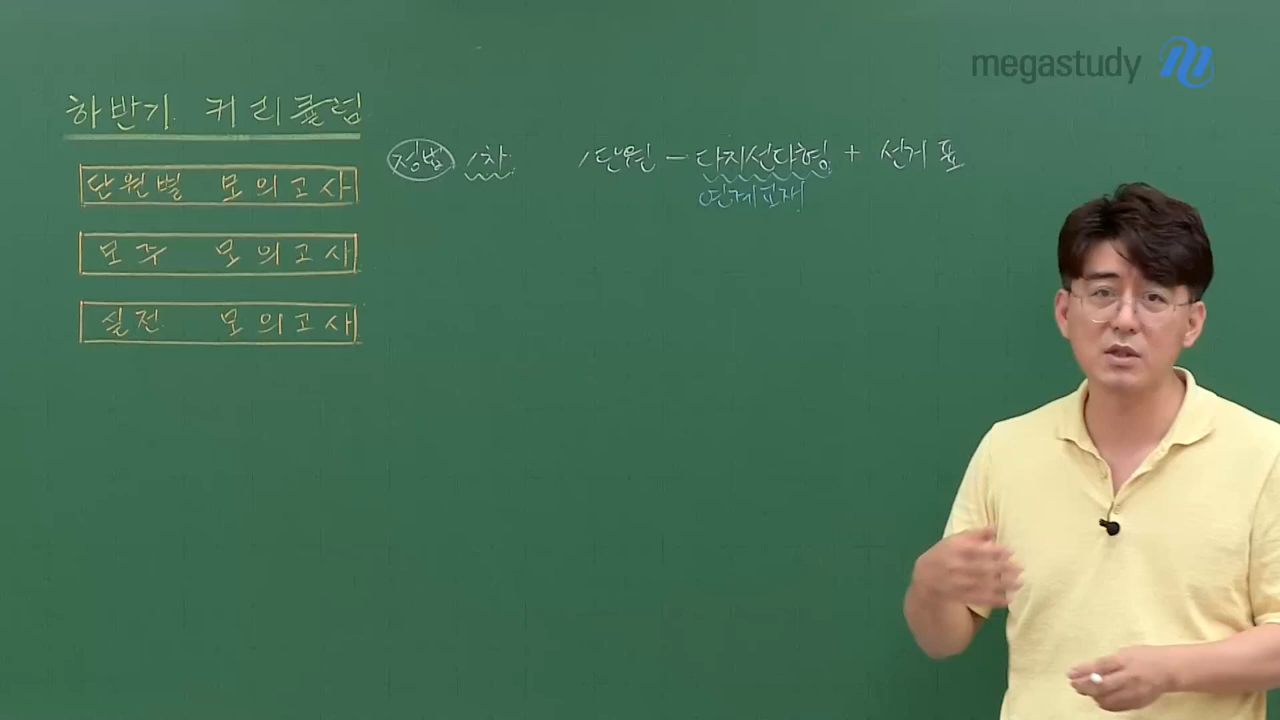 megastudy
하반기 커리큘럼
정법 1차 1단원 - 다지선다형 + 선거 표
연계교재
단원별 모의고사
모주 모의고사
실전 모의고사